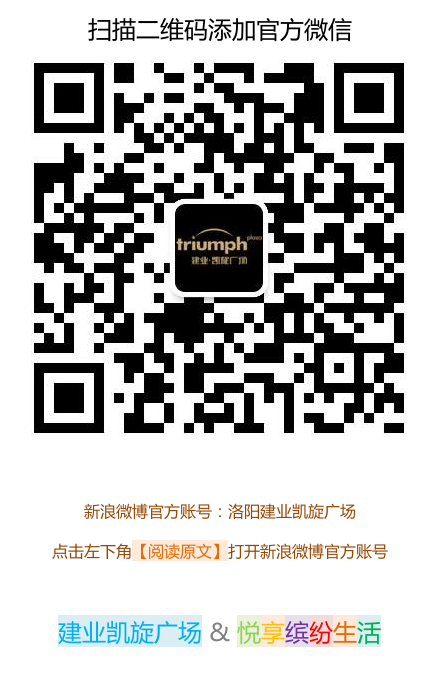 扫描二维码添加官方微信
triumph plaza
建业·凯旋广场
新浪微博官方账号：洛阳建业凯旋广场
点击左下角【阅读原文】打开新浪微博官方账号
建业凯旋广场 & 悦享缤纷生活